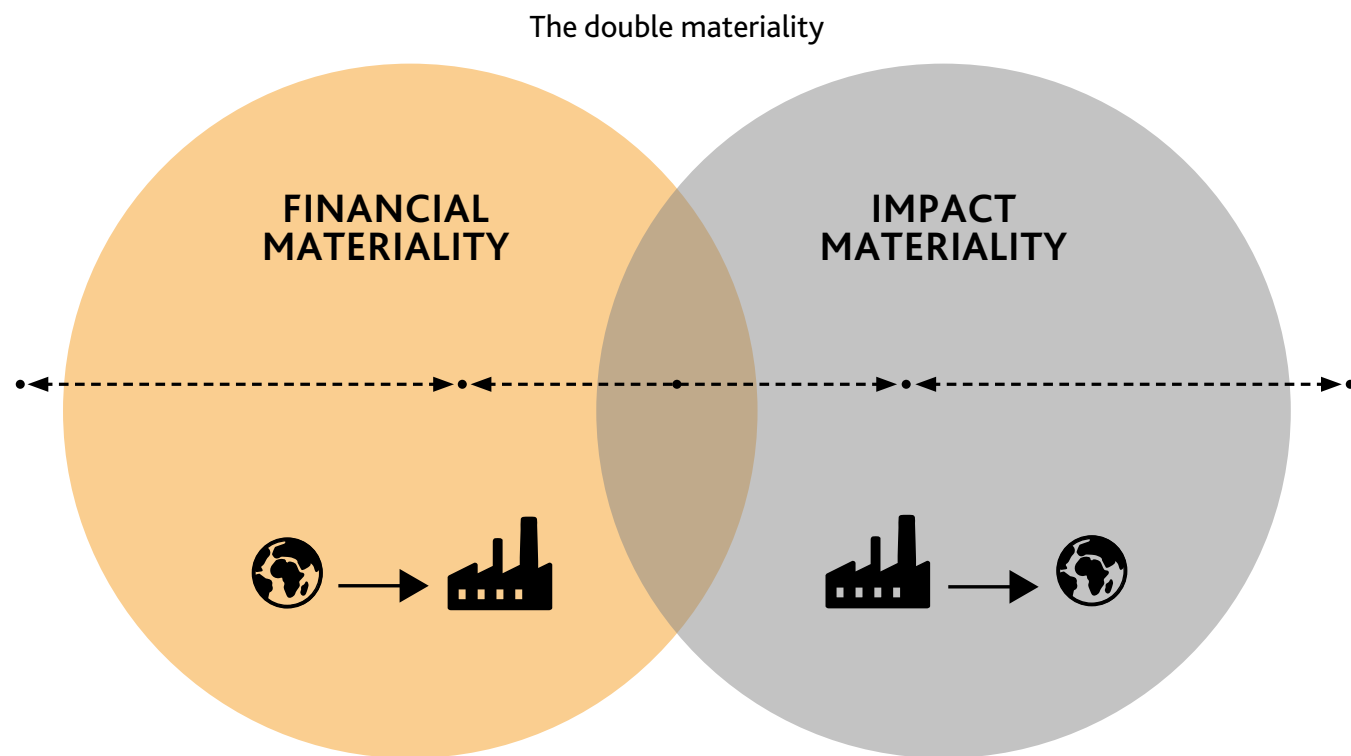 The double materiality
FINANCIAL
MATERIALITY
IMPACT
MATERIALITY